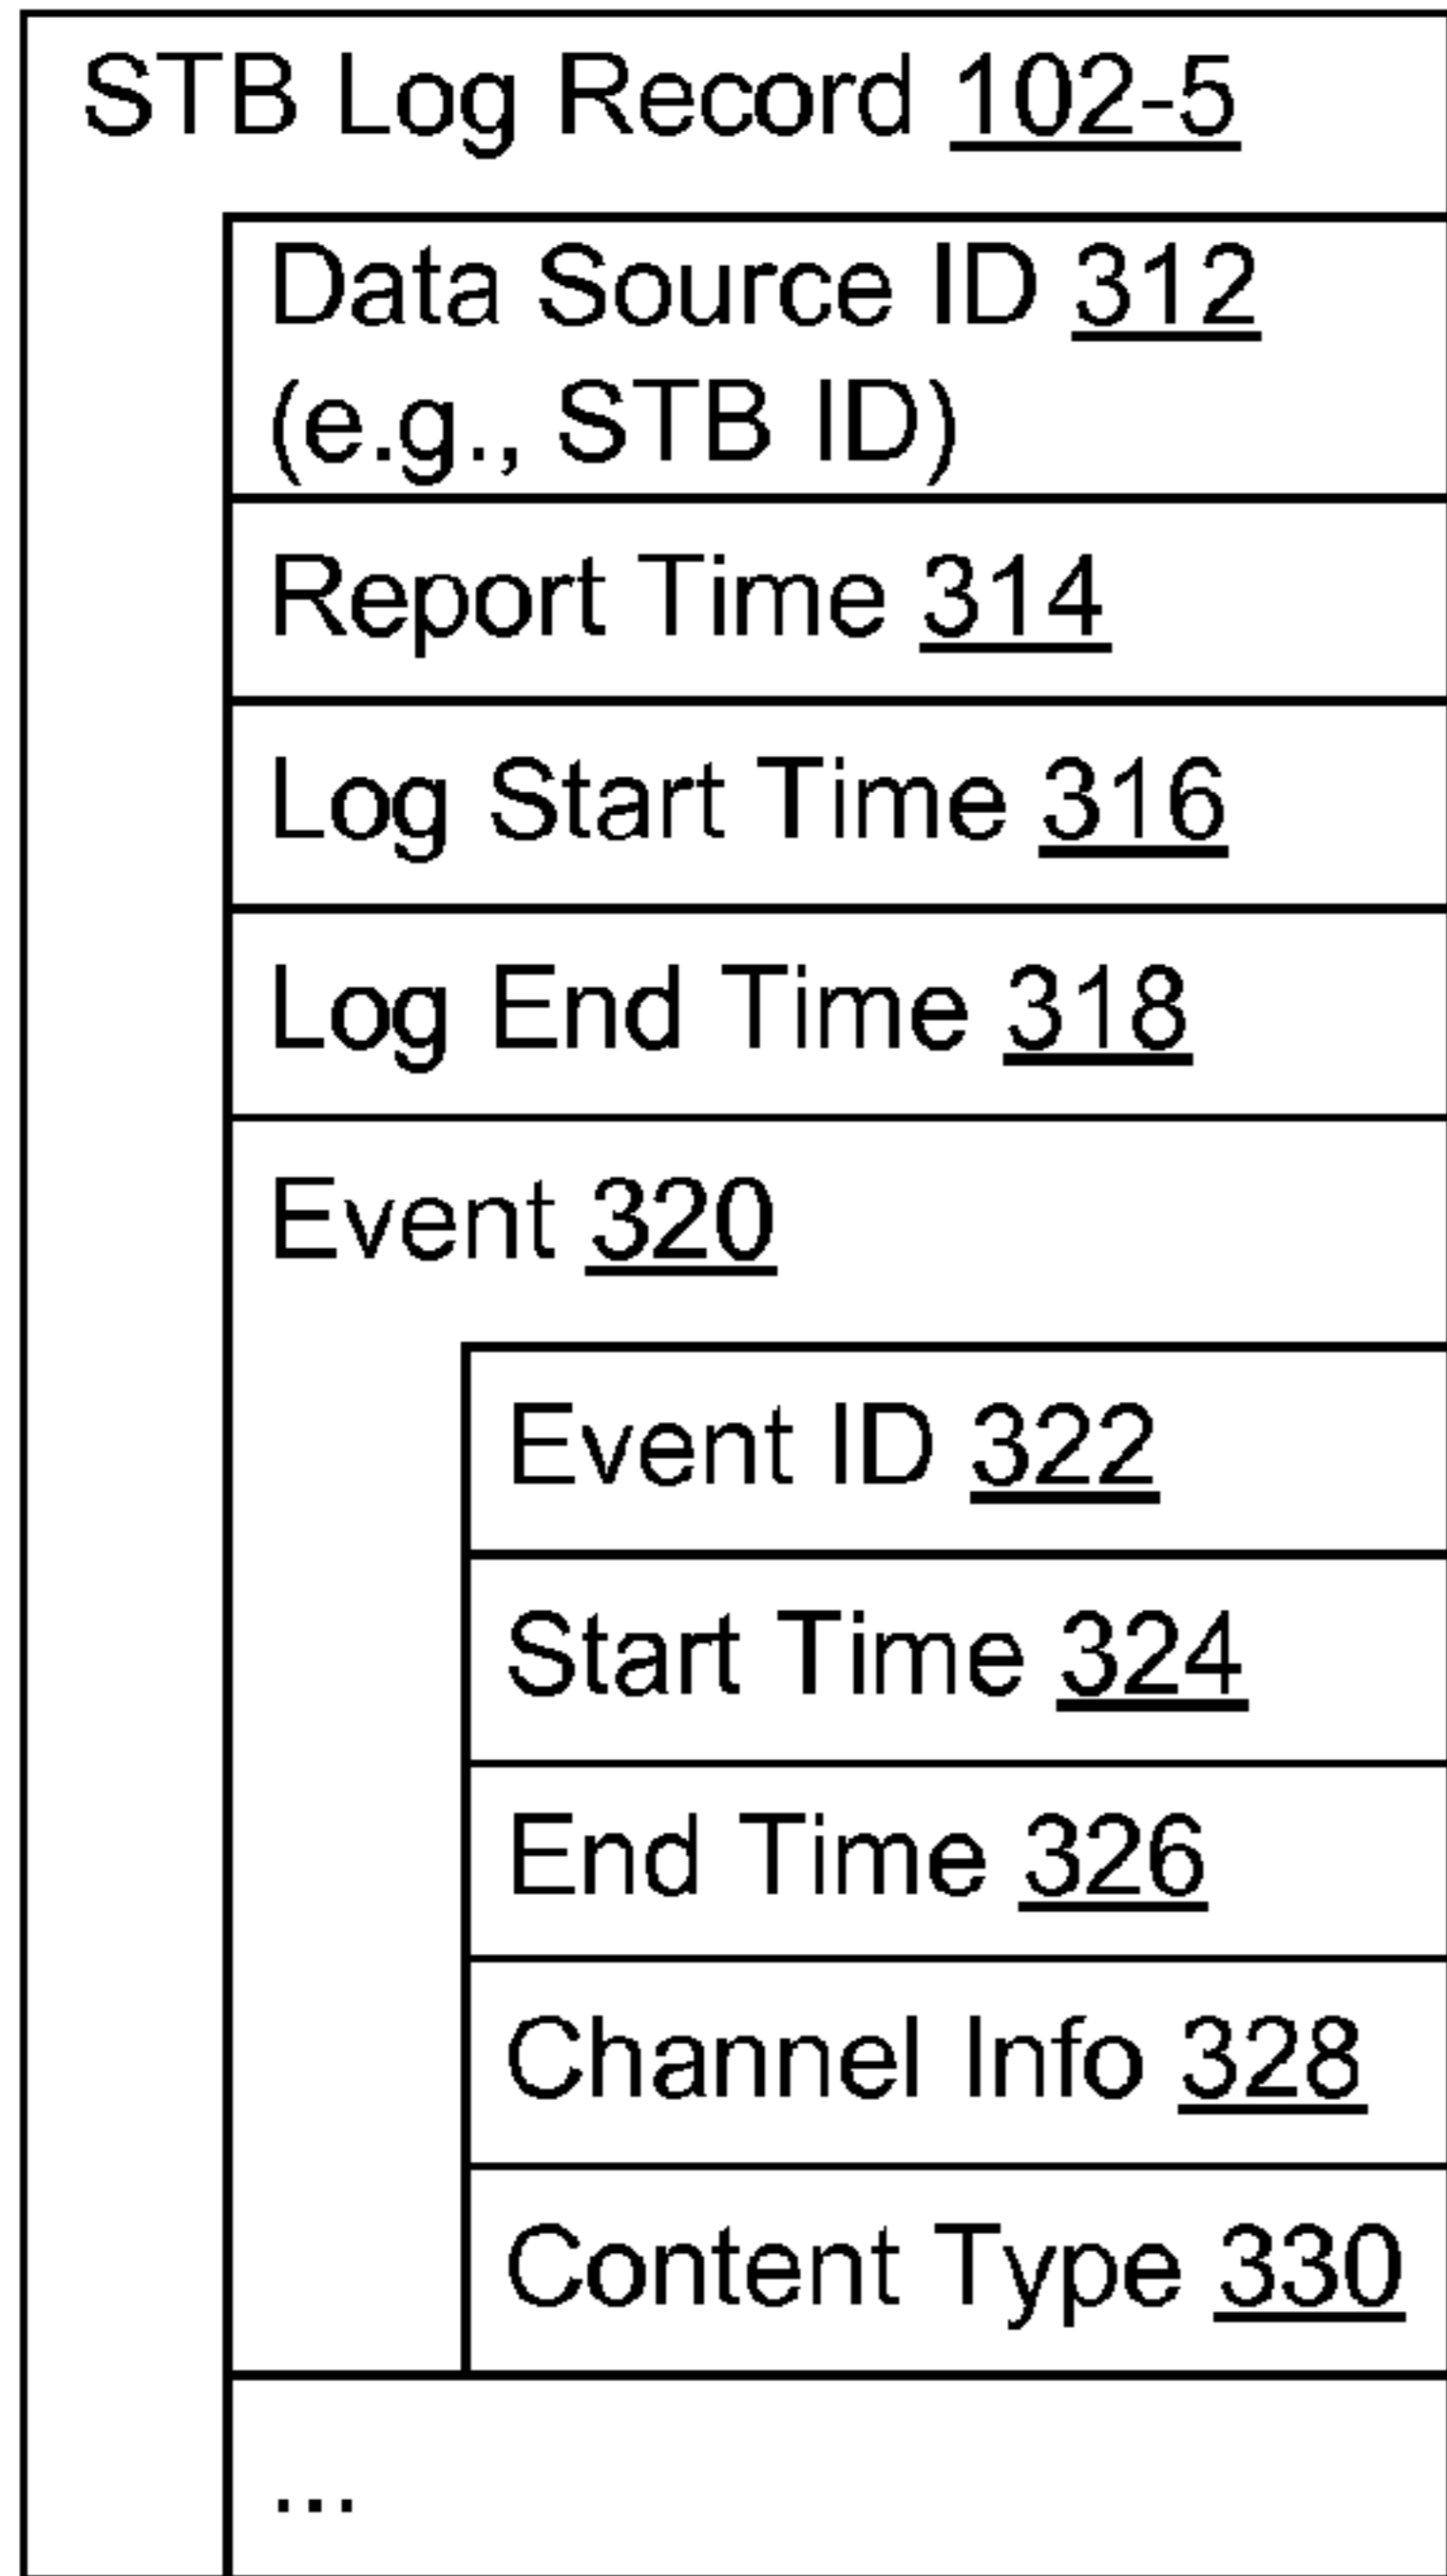 STB Log Record 102-5
Data Source ID 312
(e.g., STB ID)
Report Time 314
Log Start Time 316
Log End Time 318
Event 320
Event ID 322
Start Time 324
End Time 326
Channel Info 328
Content Type 330
...